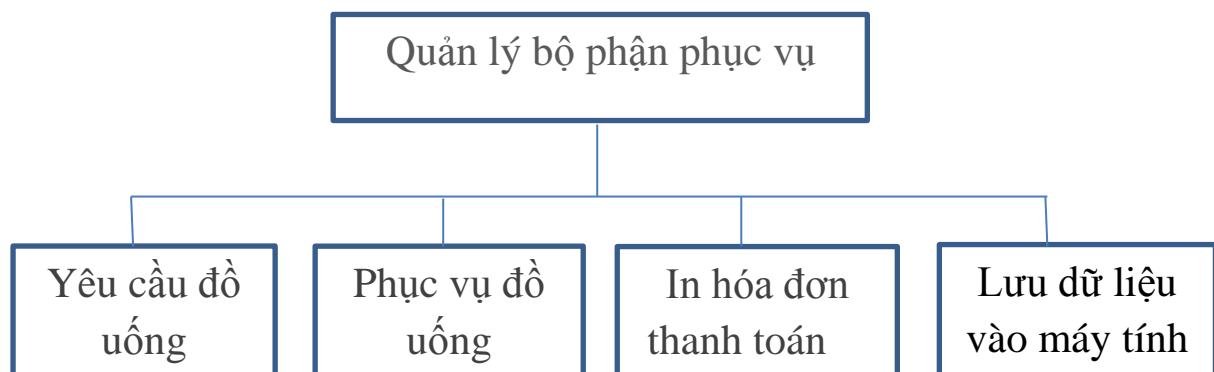 Quản lý bộ phận phục vụ
Yêu cầu đồ
uống
Phục vụ đồ
uống
In hóa đơn
thanh toán
Lưu dữ liệu
vào máy tính